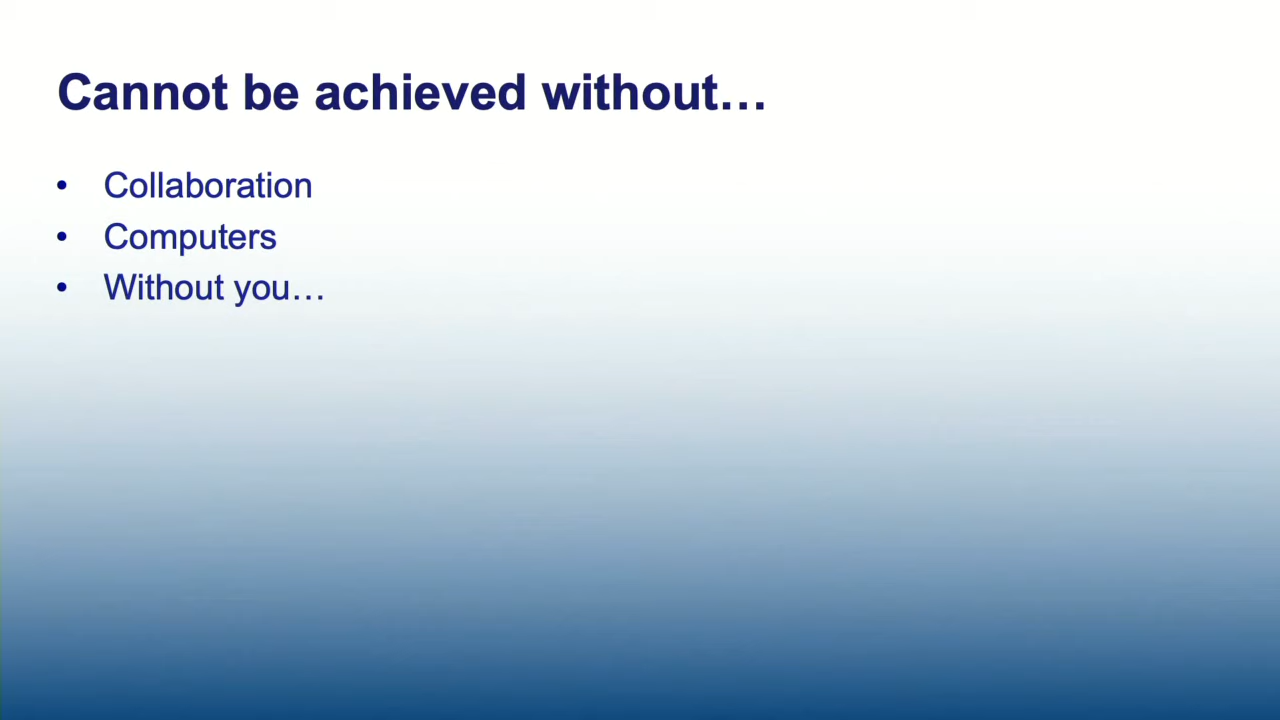 Cannot be achieved without…
• Collaboration
• Computers
• Without you…